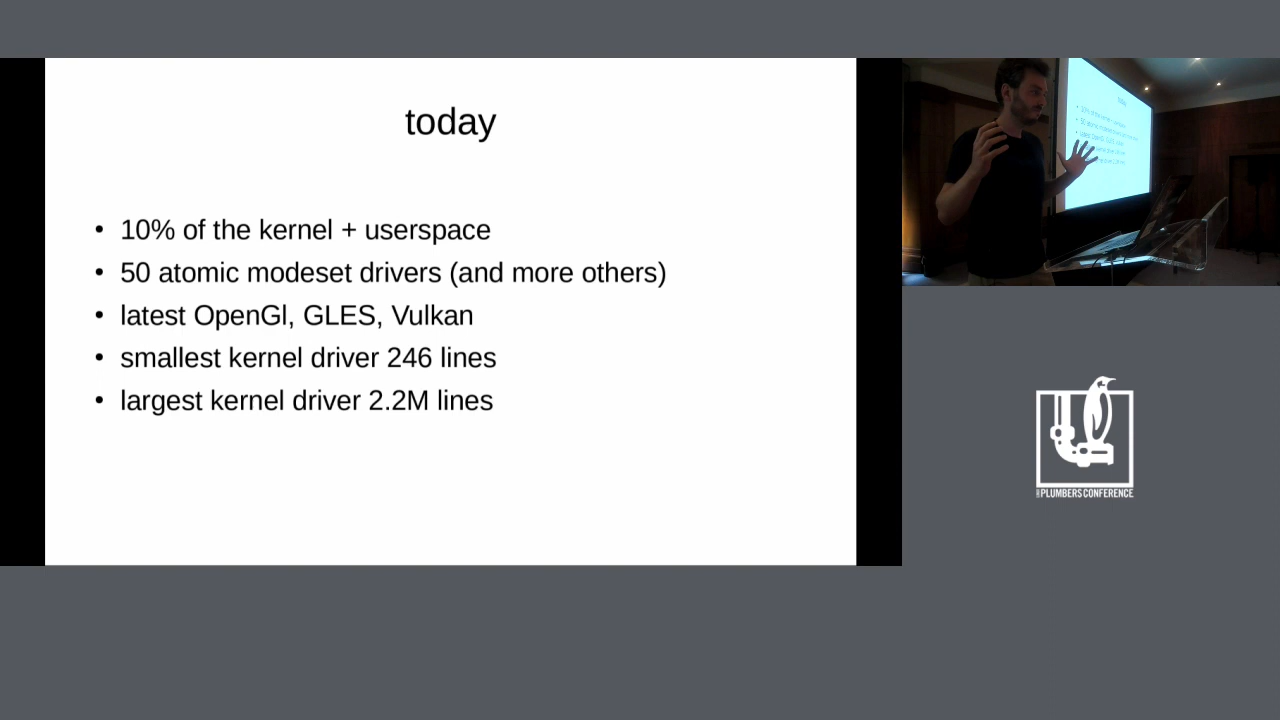 today
• 10% of the kernel + userspace
• 50 atomic modeset drivers (and more others)
• latest OpenGl, GLES, Vulkan
• smallest kernel driver 246 lines
• largest kernel driver 2.2M lines
today
PLUMBERS CONFERENCE